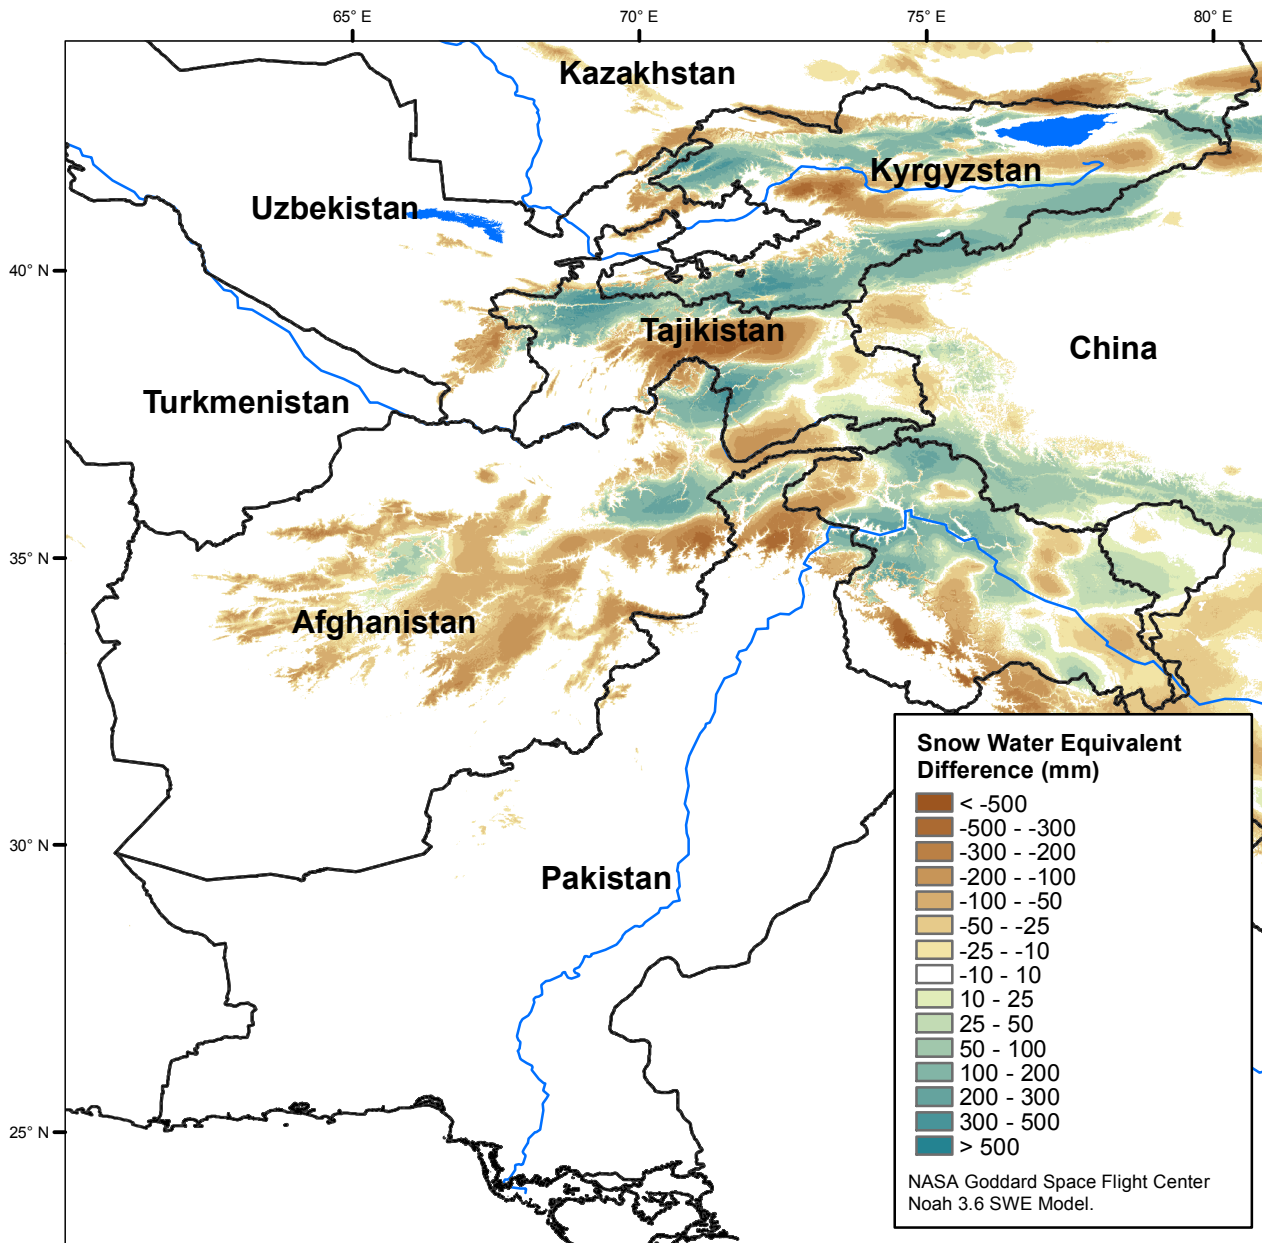 65° E
70° E
75° E
80° E
Kazakhstan
Kyrgyzstan
Uzbekistan
40° N
Tajikistan
China
Turkmenistan
35° N
Afghanistan
Snow Water Equivalent
Difference (mm)
< -500
-500 - -300
-300 - -200
-200 - -100
-100 - -50
-50 - -25
-25 - -10
-10 - 10
10 - 25
25 - 50
50 - 100
100 - 200
200 - 300
300 - 500
> 500
NASA Goddard Space Flight Center
Noah 3.6 SWE Model.
30° N
Pakistan
25° N